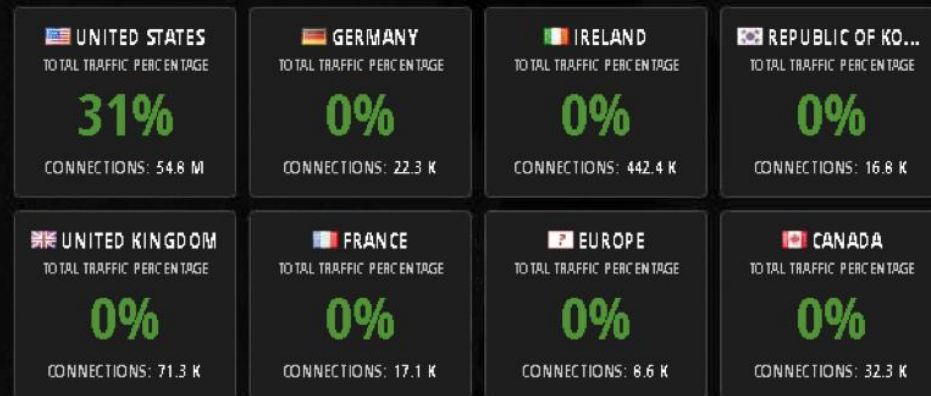 UNITED STATES
TOTAL TRAFFIC PERCENTAGE
31%
CONNECTIONS: 54.8 M
GERMANY
TOTAL TRAFFIC PERCENTAGE
0%
CONNECTIONS: 22.3 K
IRELAND
TOTAL TRAFFIC PERCENTAGE
0%
CONNECTIONS: 442.4 K
REPUBLIC OF KO...
TOTAL TRAFFIC PERCENTAGE
0%
CONNECTIONS: 16.8 K
UNITED KINGDOM
TOTAL TRAFFIC PERCENTAGE
0%
CONNECTIONS: 71.3 K
FRANCE
TOTAL TRAFFIC PERCENTAGE
0%
CONNECTIONS: 17.1 K
? EUROPE
TOTAL TRAFFIC PERCENTAGE
0%
CONNECTIONS: 8.6 K
CANADA
TOTAL TRAFFIC PERCENTAGE
0%
CONNECTIONS: 32.3 K